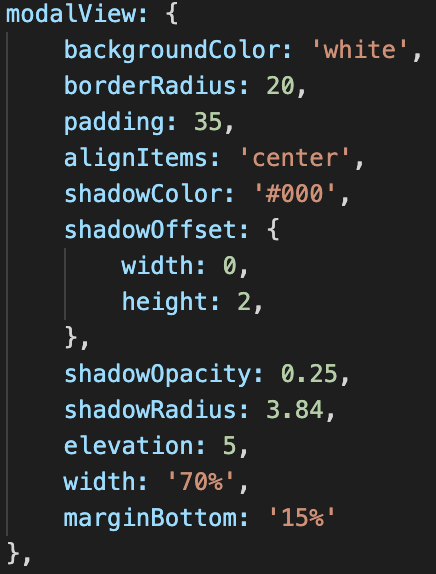 modalView: {
backgroundColor: 'white',
borderRadius: 20,
padding: 35,
alignItems: 'center',
shadowColor: '#000',
shadowOffset: {
width: 0,
height: 2,
},
shadowOpacity: 0.25,
shadowRadius: 3.84,
elevation: 5,
width: '70%',
marginBottom: '15%'
},